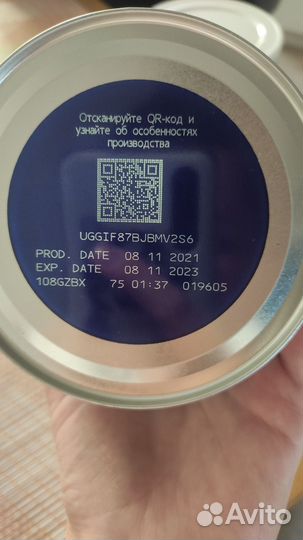 Отсканируйте QR-код и
узнайте об особенностях
производства
UGGIF87BJBMV2S6
PROD. DATE 08 11 2021
EXP. DATE 08 11 2023
108GZBX 75 01:37 019605
Avito